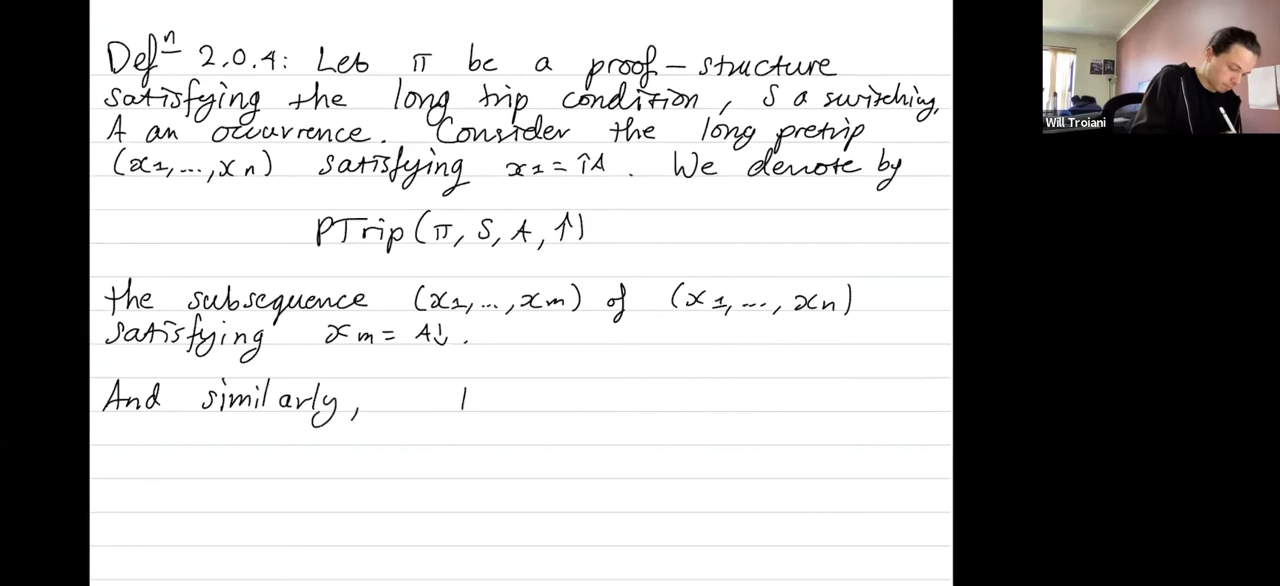 Defⁿ 2.0.4: Let π be a proof-structure
satisfying the long trip condition, S a switching,
A an occurrence. Consider the long pretrip
(x1,...,xn) satisfying x1=↑A. We denote by
PTrip(π, S, A, ↑)
the subsequence (x1,...,xm) of (x1,...,xn)
satisfying xm= A↓.
And similarly,
Will Troiani